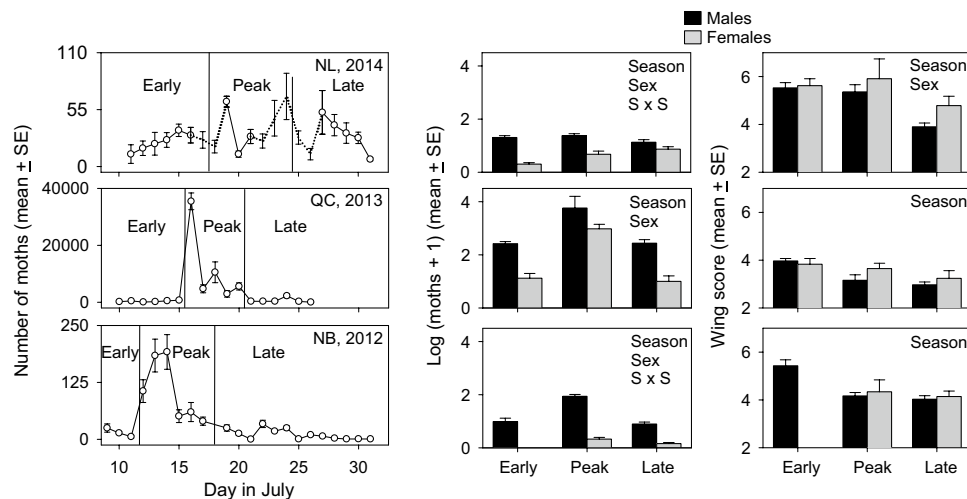 Males
Females
110
55
0
Early
Peak
Late
NL, 2014
40000
20000
0
Early
Peak
Late
QC, 2013
250
125
0
Early
Peak
Late
NB, 2012
10 15 20 25 30
Day in July
Number of moths (mean ± SE)
4
2
0
Season
Sex
S x S
4
2
0
Season
Sex
4
2
0
Season
Sex
S x S
Early Peak Late
Log (moths + 1) (mean ± SE)
6
4
2
Season
Sex
6
4
2
Season
6
4
2
Season
Early Peak Late
Wing score (mean ± SE)